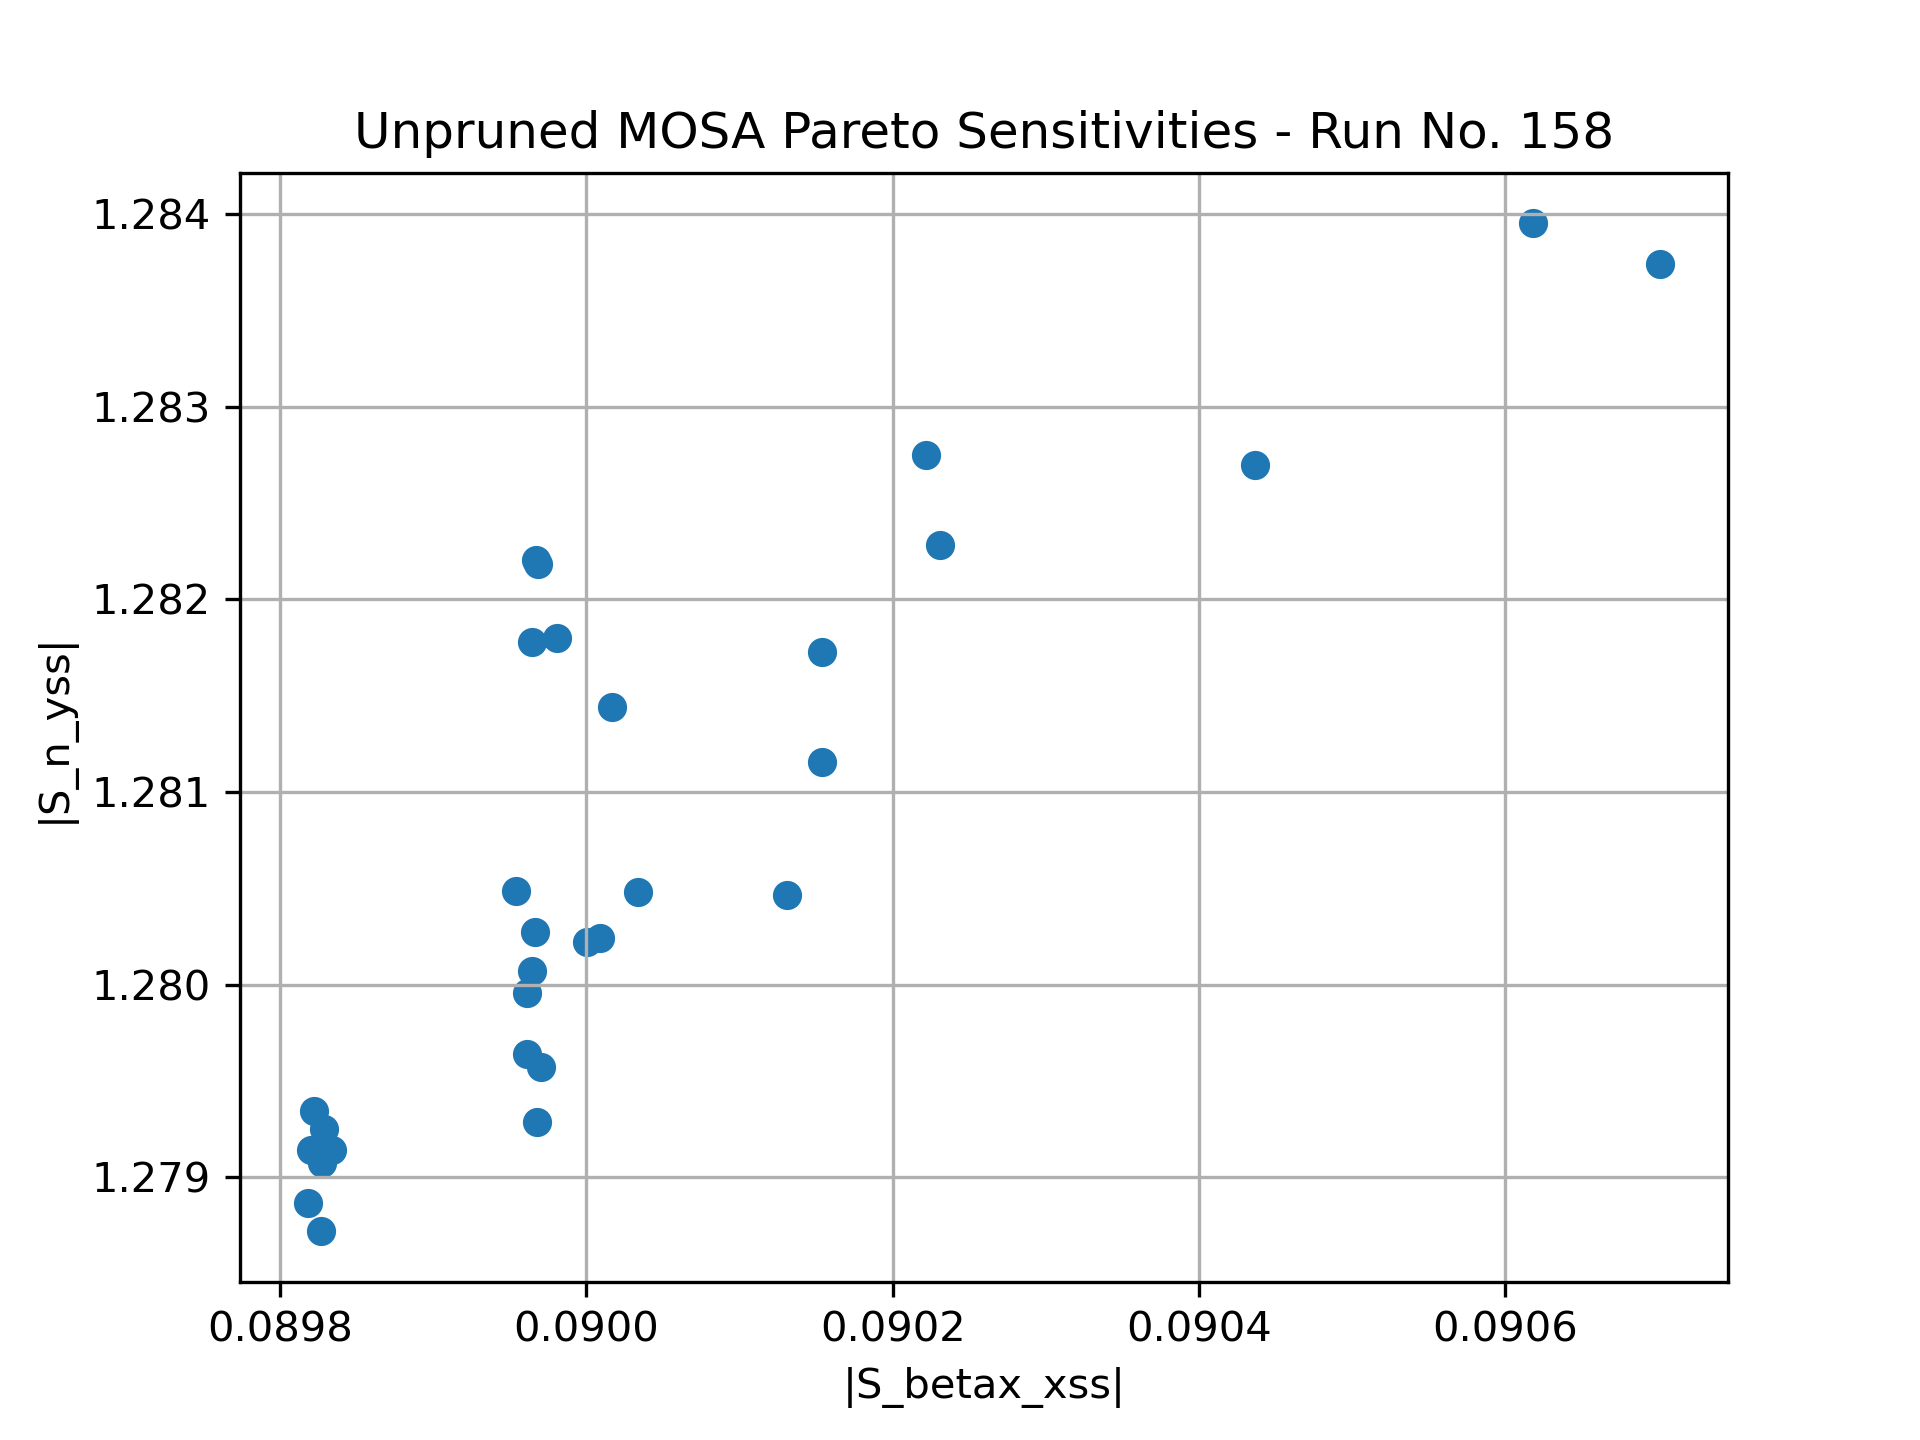 Unpruned MOSA Pareto Sensitivities - Run No. 158
1.284
1.283
1.282
1.281
1.280
1.279
|S_n_yss|
0.0898 0.0900 0.0902 0.0904 0.0906
|S_betax_xss|